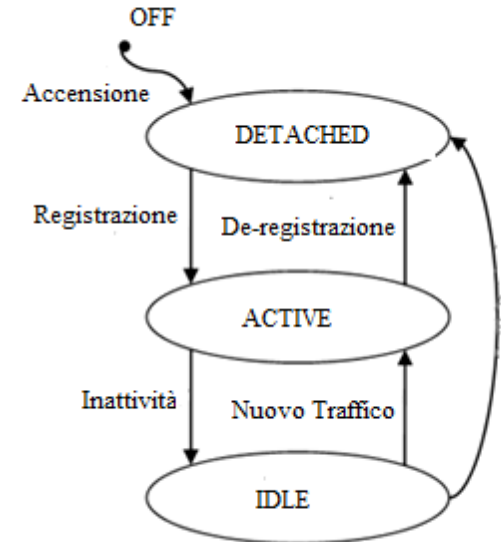 OFF
Accensione
DETACHED
Registrazione
De-registrazione
ACTIVE
Inattività
Nuovo Traffico
IDLE